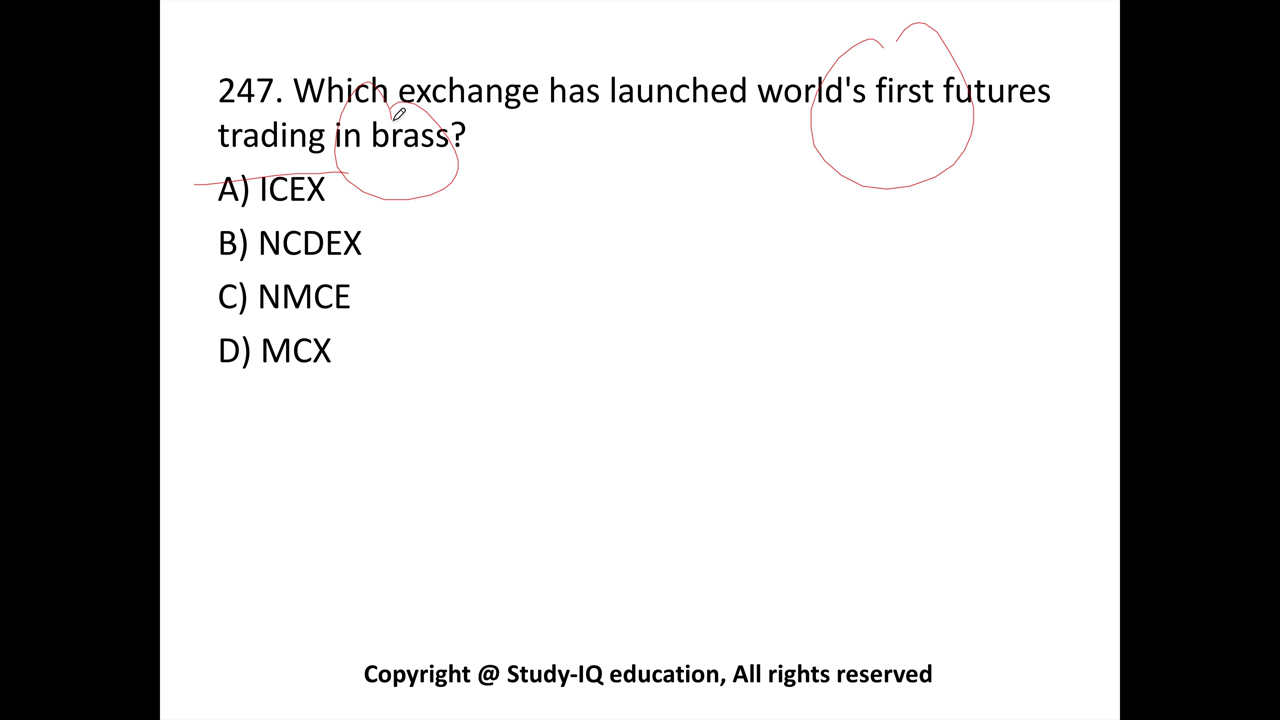 247. Which exchange has launched world's first futures
trading in brass?
A) ICEX
B) NCDEX
C) NMCE
D) MCX
Copyright @ Study-IQ education, All rights reserved